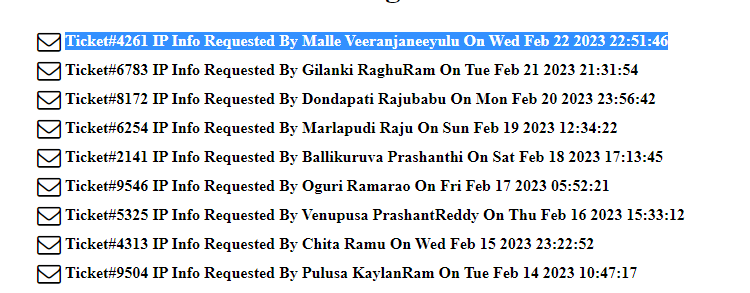 Ticket#4261 IP Info Requested By Malle Veeranjaneeyulu On Wed Feb 22 2023 22:51:46
Ticket#6783 IP Info Requested By Gilanki RaghuRam On Tue Feb 21 2023 21:31:54
Ticket#8172 IP Info Requested By Dondapati Rajubabu On Mon Feb 20 2023 23:56:42
Ticket#6254 IP Info Requested By Marlapudi Raju On Sun Feb 19 2023 12:34:22
Ticket#2141 IP Info Requested By Ballikuruva Prashanthi On Sat Feb 18 2023 17:13:45
Ticket#9546 IP Info Requested By Oguri Ramarao On Fri Feb 17 2023 05:52:21
Ticket#5325 IP Info Requested By Venupusa PrashantReddy On Thu Feb 16 2023 15:33:12
Ticket#4313 IP Info Requested By Chita Ramu On Wed Feb 15 2023 23:22:52
Ticket#9504 IP Info Requested By Pulusa KaylanRam On Tue Feb 14 2023 10:47:17